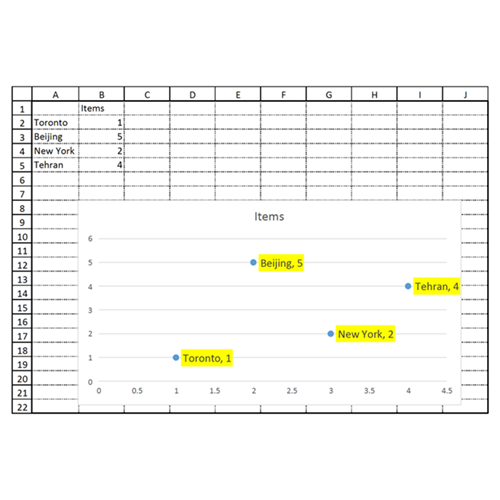 A B C D E F G H I J
1 Items
2 Toronto 1
3 Beijing 5
4 New York 2
5 Tehran 4
6
7
8
9 Items
10 6
11
12 5 Beijing, 5
13
14 4 Tehran, 4
15 3
16
17 2 New York, 2
18
19 1 Toronto, 1
20 0
21 0 0.5 1 1.5 2 2.5 3 3.5 4 4.5
22